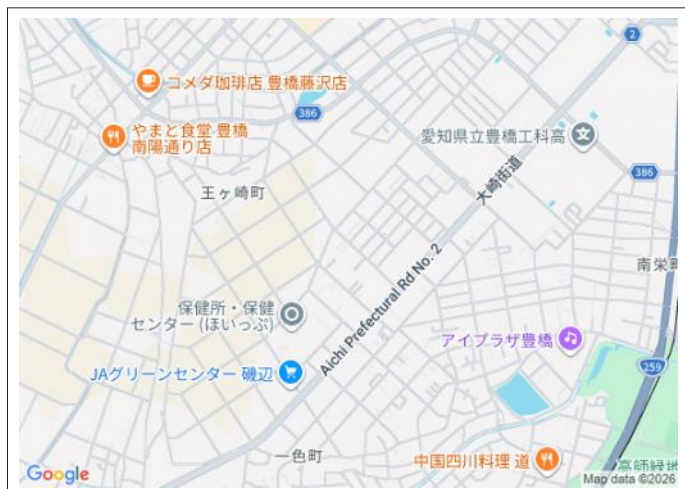 2
コメダ珈琲店 豊橋藤沢店
386
やまと食堂 豊橋
南陽通り店
愛知県立豊橋工科高
386
大崎街道
王ヶ崎町
南栄町
Aichi Prefectural Rd No. 2
保健所・保健
センター (ほいっぷ)
アイプラザ豊橋
259
JAグリーンセンター 磯辺
一色町
中国四川料理 道
高師緑地
Google
Map data ©2026